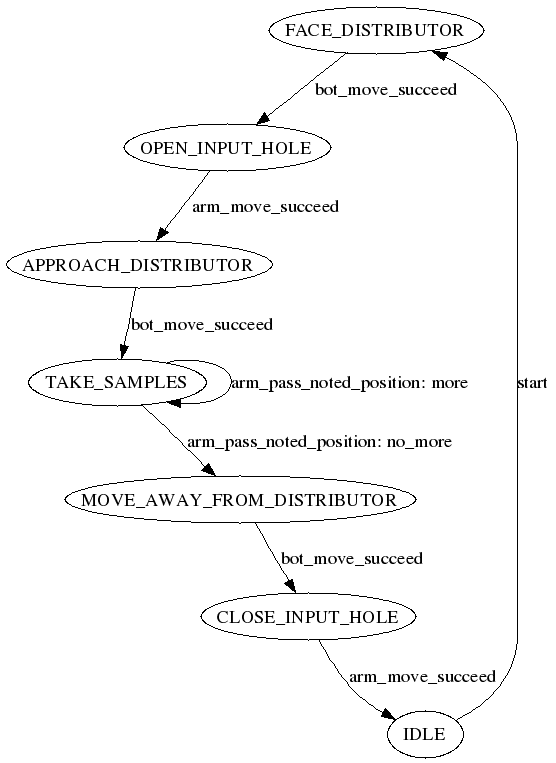 FACE_DISTRIBUTOR
bot_move_succeed
OPEN_INPUT_HOLE
arm_move_succeed
APPROACH_DISTRIBUTOR
bot_move_succeed
TAKE_SAMPLES
arm_pass_noted_position: more
start
arm_pass_noted_position: no_more
MOVE_AWAY_FROM_DISTRIBUTOR
bot_move_succeed
CLOSE_INPUT_HOLE
arm_move_succeed
IDLE